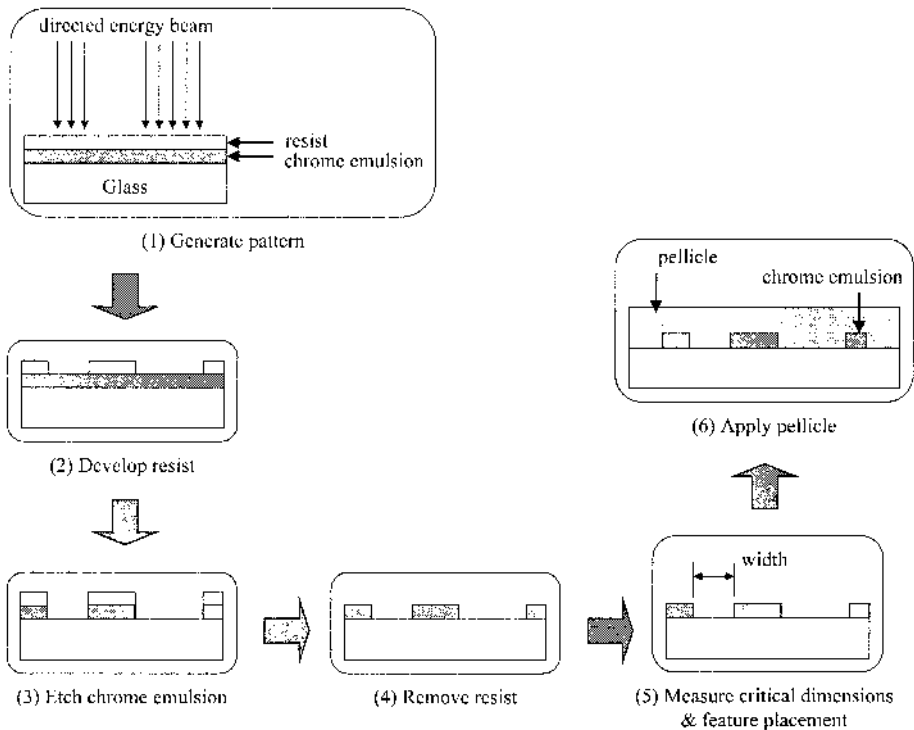 directed energy beam
resist
chrome emulsion
Glass
(1) Generate pattern
(2) Develop resist
(3) Etch chrome emulsion
(4) Remove resist
width
(5) Measure critical dimensions
& feature placement
pellicle
chrome emulsion
(6) Apply pellicle